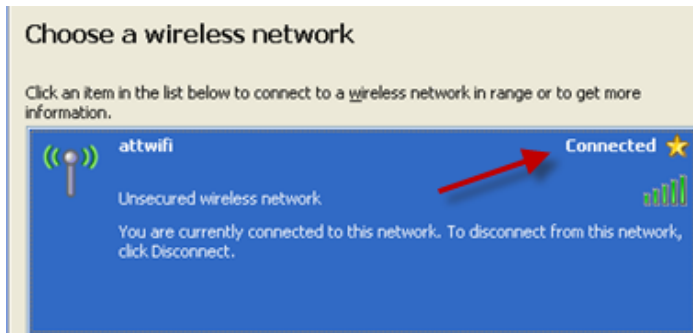 Choose a wireless network
Click an item in the list below to connect to a wireless network in range or to get more
information.
attwifi
Connected
Unsecured wireless network
You are currently connected to this network. To disconnect from this network,
click Disconnect.